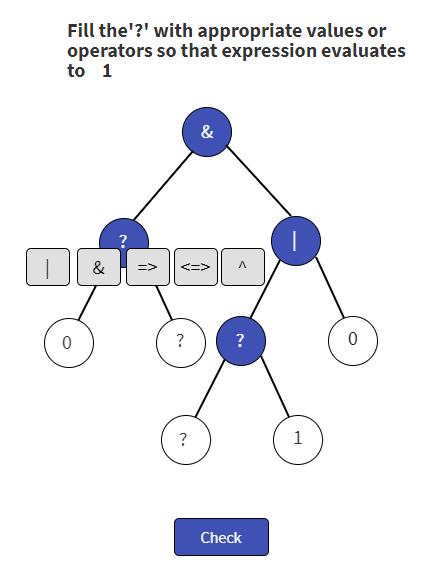 Fill the'?' with appropriate values or
operators so that expression evaluates
to 1
&
?
|
| & => <=> ^
0 ? ? 0
? 1
Check